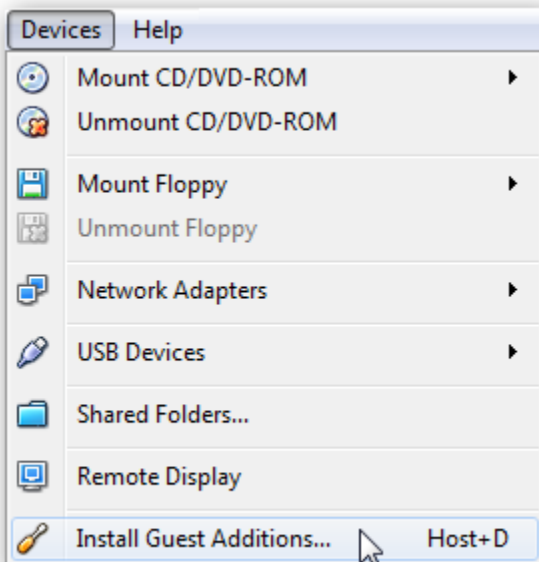 Devices Help
Mount CD/DVD-ROM
Unmount CD/DVD-ROM
Mount Floppy
Unmount Floppy
Network Adapters
USB Devices
Shared Folders...
Remote Display
Install Guest Additions... Host+D